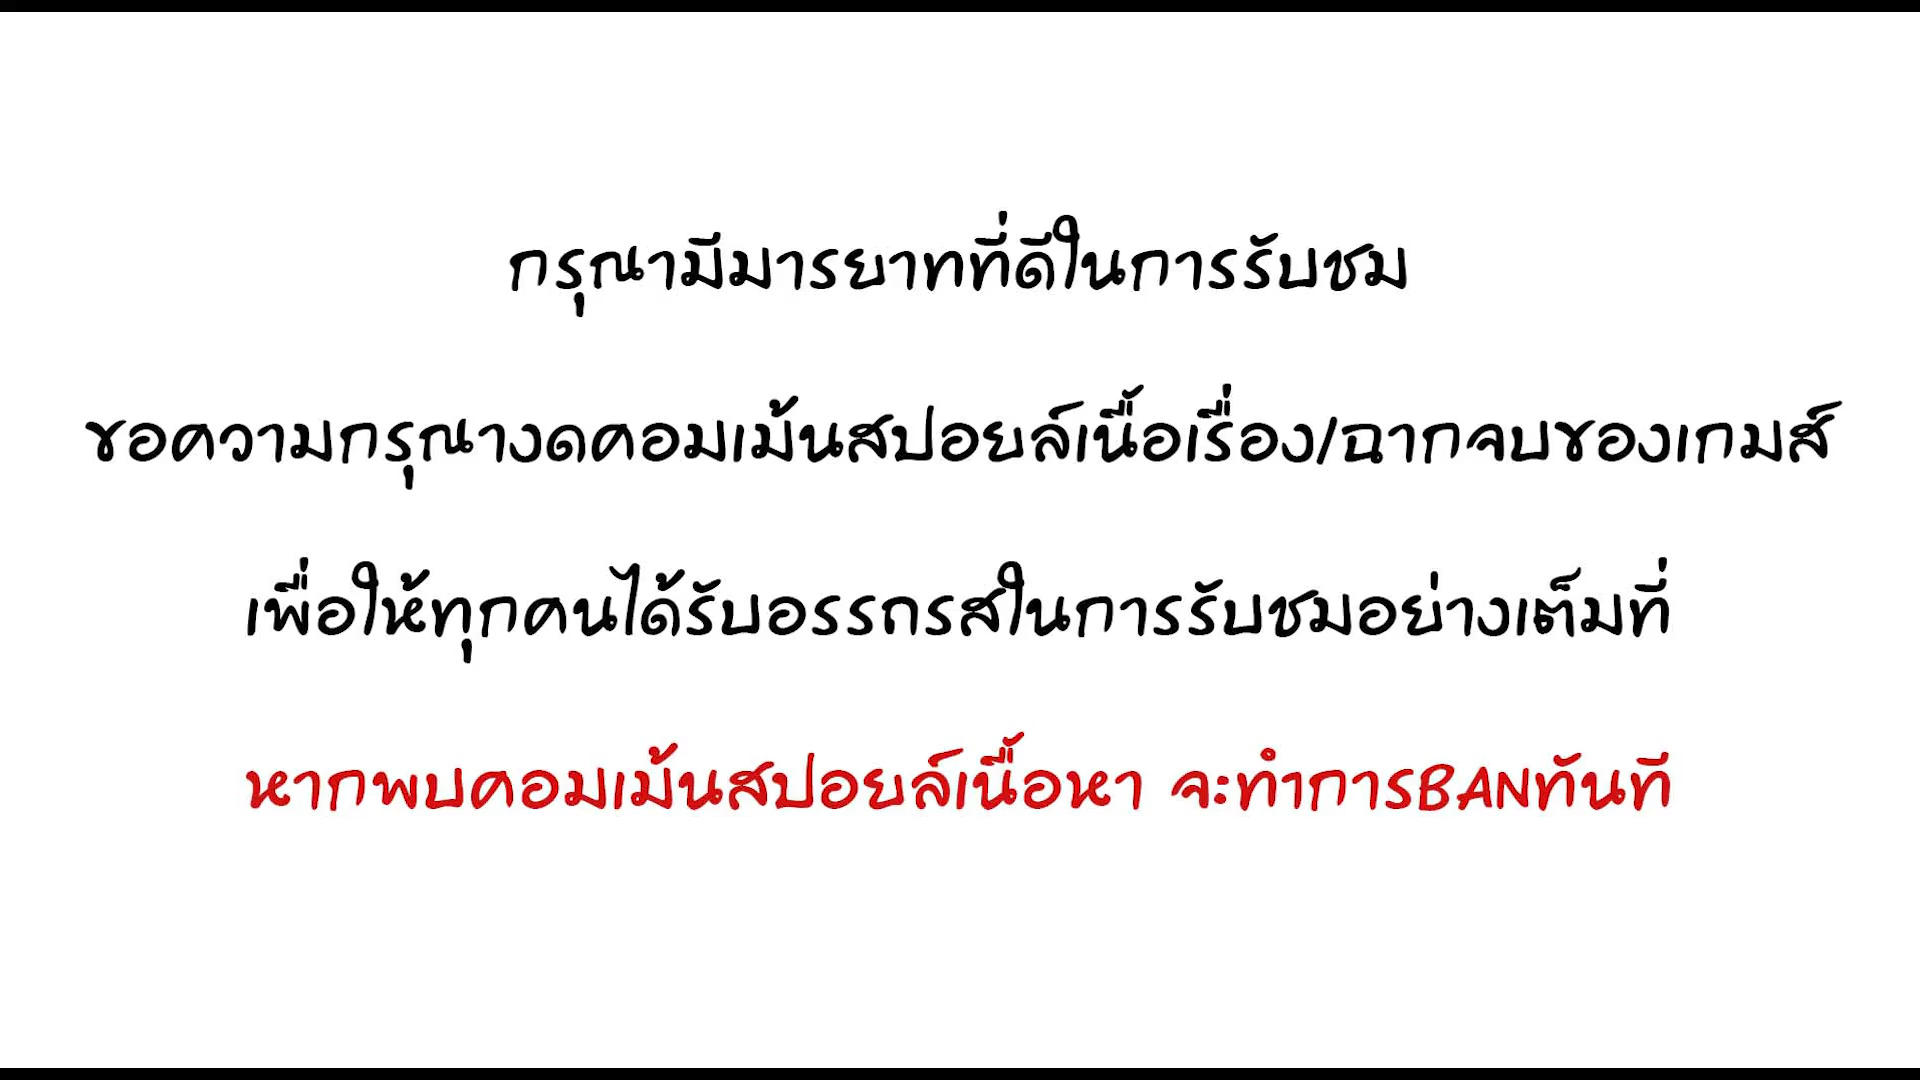 กรุณามีมารยาทที่ดีในการรับชม
ขอความกรุณางดคอมเม้นสปอยล์เนื้อเรื่อง/ฉากจบของเกมส์
เพื่อให้ทุกคนได้รับอรรถรสในการรับชมอย่างเต็มที่
หากพบคอมเม้นสปอยล์เนื้อหา จะทำการBANทันที